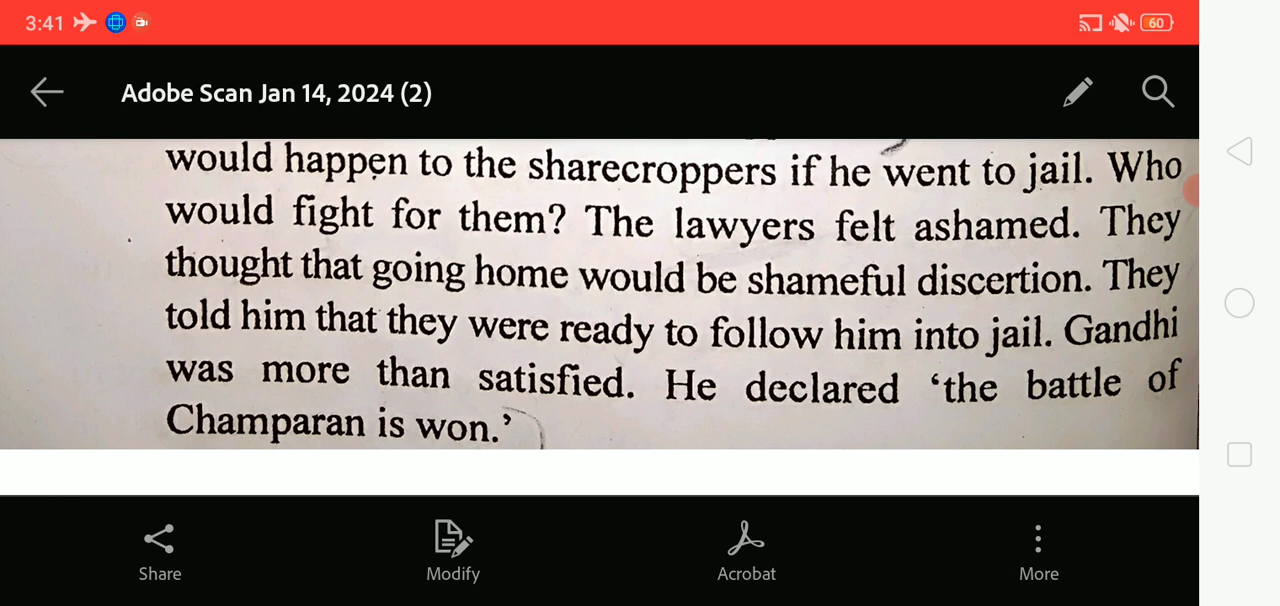 3:41
60
Adobe Scan Jan 14, 2024 (2)
would happen to the sharecroppers if he went to jail. Who
would fight for them? The lawyers felt ashamed. They
thought that going home would be shameful discertion. They
told him that they were ready to follow him into jail. Gandhi
was more than satisfied. He declared ‘the battle of
Champaran is won.’
Share
Modify
Acrobat
More